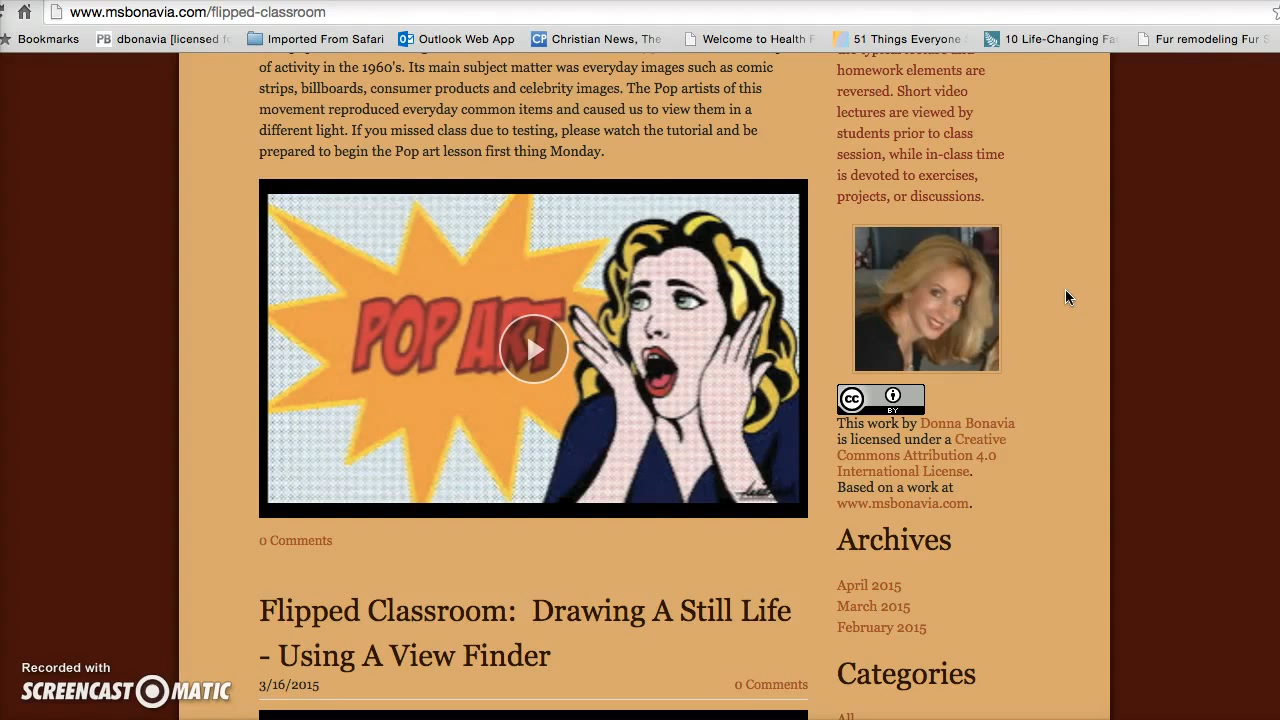 www.msbonavia.com/flipped-classroom
Bookmarks
dbonavia [licensed
Imported From Safari
Outlook Web App
CP
Christian News, The
Welcome to Health F
51 Things Everyone
10 Life-Changing Fa
Fur remodeling Fur S
of activity in the 1960's. Its main subject matter was everyday images such as comic
strips, billboards, consumer products and celebrity images. The Pop artists of this
movement reproduced everyday common items and caused us to view them in a
different light. If you missed class due to testing, please watch the tutorial and be
prepared to begin the Pop art lesson first thing Monday.
POP ART
0 Comments
Flipped Classroom: Drawing A Still Life
- Using A View Finder
3/16/2015
0 Comments
homework elements are
reversed. Short video
lectures are viewed by
students prior to class
session, while in-class time
is devoted to exercises,
projects, or discussions.
cc
BY
This work by Donna Bonavia
is licensed under a Creative
Commons Attribution 4.0
International License.
Based on a work at
www.msbonavia.com.
Archives
April 2015
March 2015
February 2015
Categories
All
Recorded with
SCREENCAST-O-MATIC